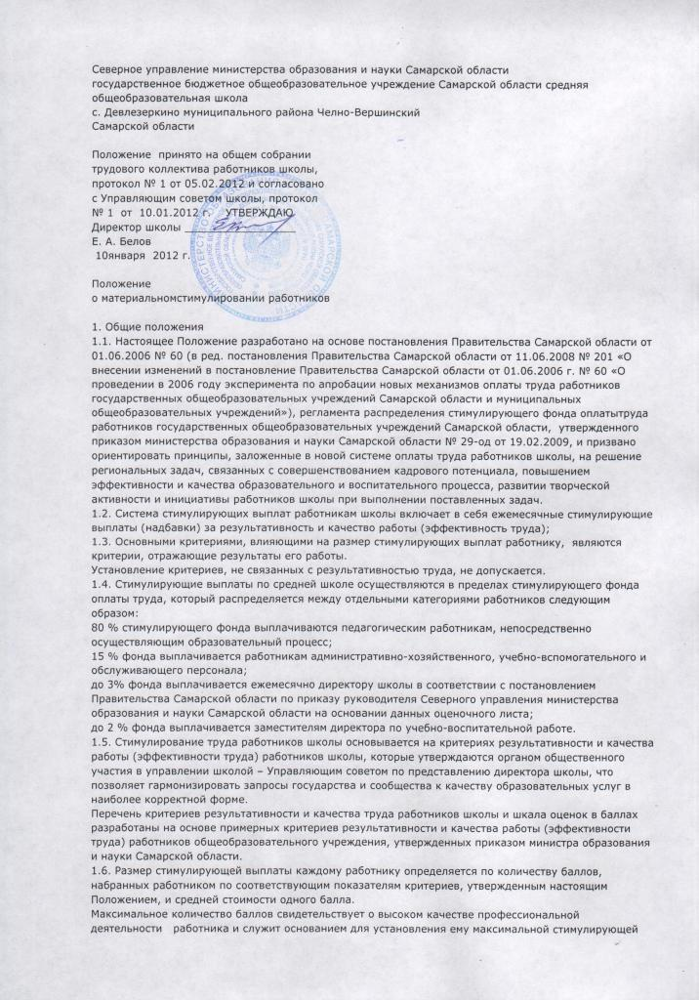 Северное управление министерства образования и науки Самарской области
государственное бюджетное общеобразовательное учреждение Самарской области средняя
общеобразовательная школа
с. Девлезеркино муниципального района Челно-Вершинский
Самарской области
Положение принято на общем собрании
трудового коллектива работников школы,
протокол № 1 от 05.02.2012 и согласовано
с Управляющим советом школы, протокол
№ 1 от 10.01.2012 г. УТВЕРЖДАЮ
Директор школы
Е. А. Белов
10января 2012 г.
Положение
о материальномстимулировании работников
1. Общие положения
1.1. Настоящее Положение разработано на основе постановления Правительства Самарской области от
01.06.2006 № 60 (в ред. постановления Правительства Самарской области от 11.06.2008 № 201 «О
внесении изменений в постановление Правительства Самарской области от 01.06.2006 г. № 60 «О
проведении в 2006 году эксперимента по апробации новых механизмов оплаты труда работников
государственных общеобразовательных учреждений Самарской области и муниципальных
общеобразовательных учреждений»), регламента распределения стимулирующего фонда оплатытруда
работников государственных общеобразовательных учреждений Самарской области, утвержденного
приказом министерства образования и науки Самарской области № 29-од от 19.02.2009, и призвано
ориентировать принципы, заложенные в новой системе оплаты труда работников школы, на решение
региональных задач, связанных с совершенствованием кадрового потенциала, повышением
эффективности и качества образовательного и воспитательного процесса, развитии творческой
активности и инициативы работников школы при выполнении поставленных задач.
1.2. Система стимулирующих выплат работникам школы включает в себя ежемесячные стимулирующие
выплаты (надбавки) за результативность и качество работы (эффективность труда);
1.3. Основными критериями, влияющими на размер стимулирующих выплат работнику, являются
критерии, отражающие результаты его работы.
Установление критериев, не связанных с результативностью труда, не допускается.
1.4. Стимулирующие выплаты по средней школе осуществляются в пределах стимулирующего фонда
оплаты труда, который распределяется между отдельными категориями работников следующим
образом:
80 % стимулирующего фонда выплачиваются педагогическим работникам, непосредственно
осуществляющим образовательный процесс;
15 % фонда выплачивается работникам административно-хозяйственного, учебно-вспомогательного и
обслуживающего персонала;
до 3% фонда выплачивается ежемесячно директору школы в соответствии с постановлением
Правительства Самарской области по приказу руководителя Северного управления министерства
образования и науки Самарской области на основании данных оценочного листа;
до 2 % фонда выплачивается заместителям директора по учебно-воспитательной работе.
1.5. Стимулирование труда работников школы основывается на критериях результативности и качества
работы (эффективности труда) работников школы, которые утверждаются органом общественного
участия в управлении школой – Управляющим советом по представлению директора школы, что
позволяет гармонизировать запросы государства и сообщества к качеству образовательных услуг в
наиболее корректной форме.
Перечень критериев результативности и качества труда работников школы и шкала оценок в баллах
разработаны на основе примерных критериев результативности и качества работы (эффективности
труда) работников общеобразовательного учреждения, утвержденных приказом министра образования
и науки Самарской области.
1.6. Размер стимулирующей выплаты каждому работнику определяется по количеству баллов,
набранных работником по соответствующим показателям критериев, утвержденным настоящим
Положением, и средней стоимости одного балла.
Максимальное количество баллов свидетельствует о высоком качестве профессиональной
деятельности работника и служит основанием для установления ему максимальной стимулирующей